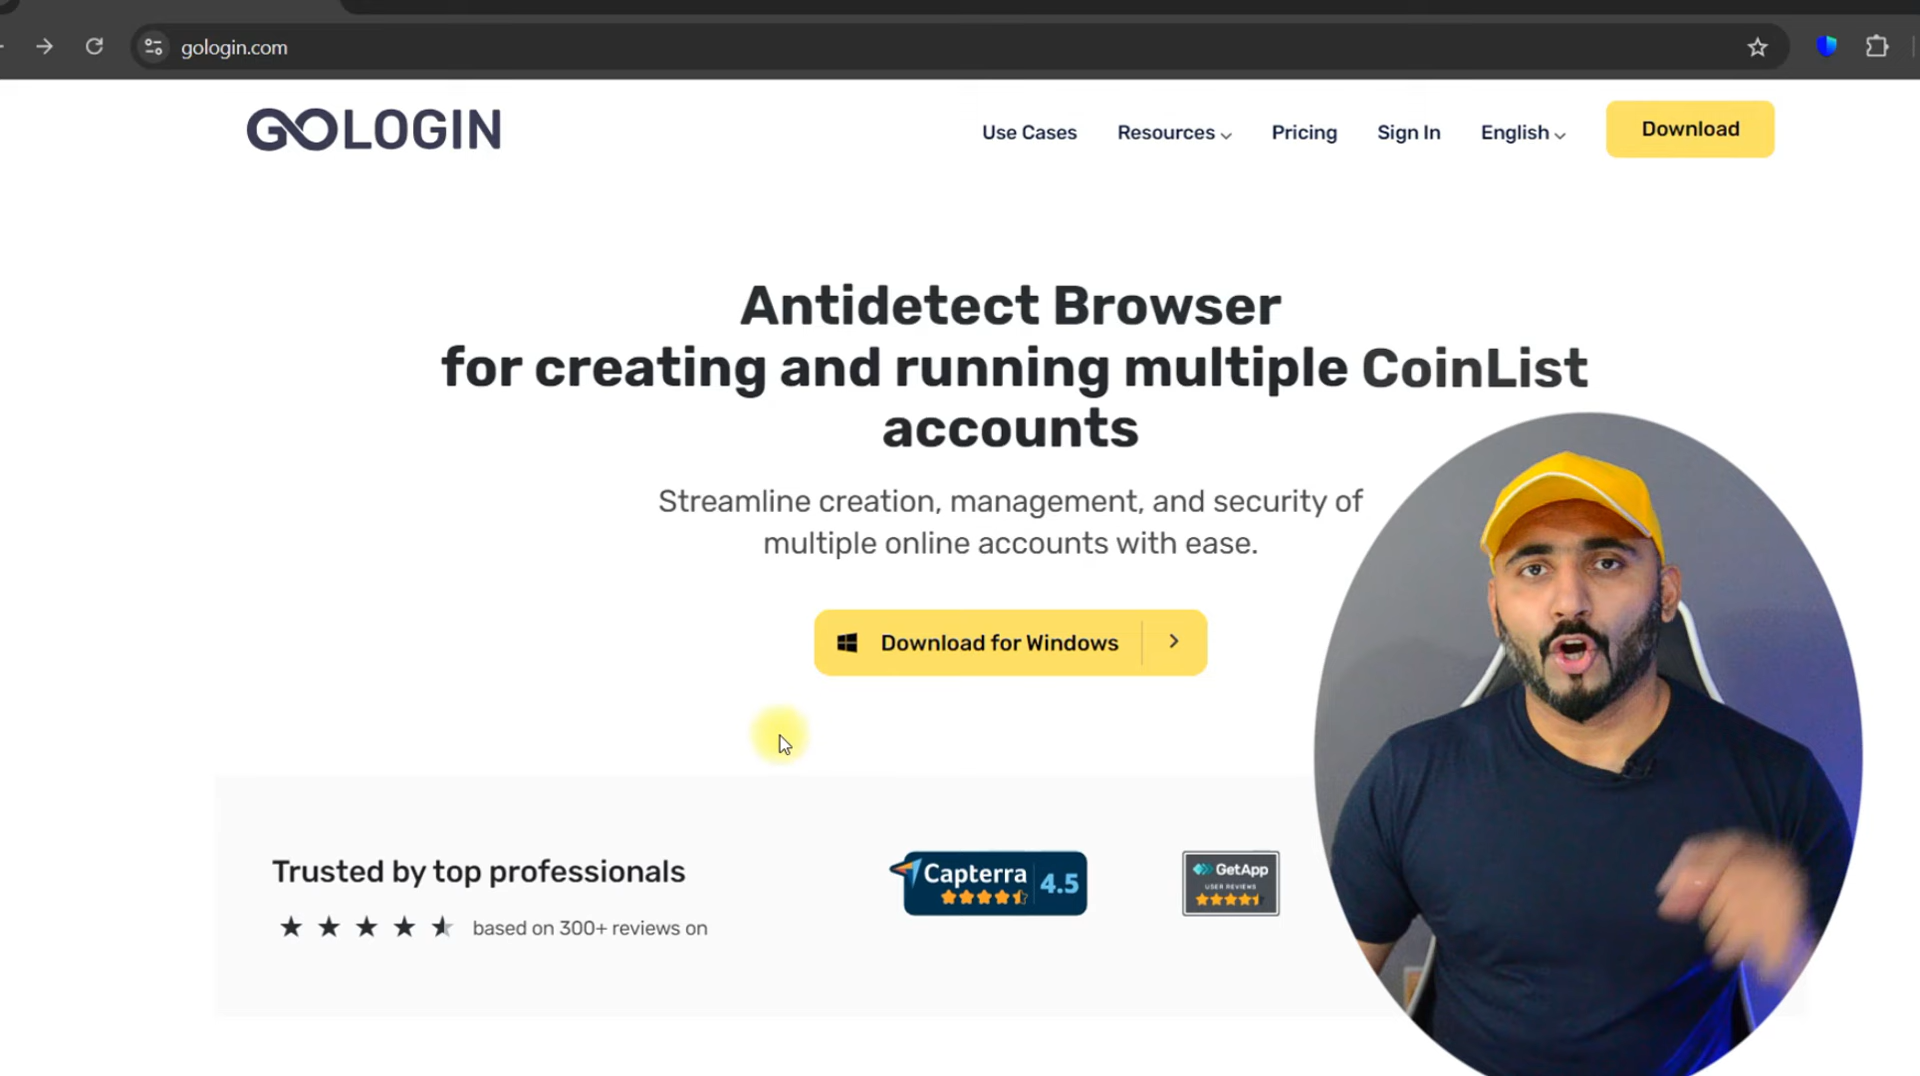 gologin.com
GOLOGIN
Use Cases
Resources
Pricing
Sign In
English
Download
Antidetect Browser
for creating and running multiple CoinList
accounts
Streamline creation, management, and security of
multiple online accounts with ease.
Download for Windows
Trusted by top professionals
based on 300+ reviews on
Capterra
4.5
GetApp
USER REVIEWS